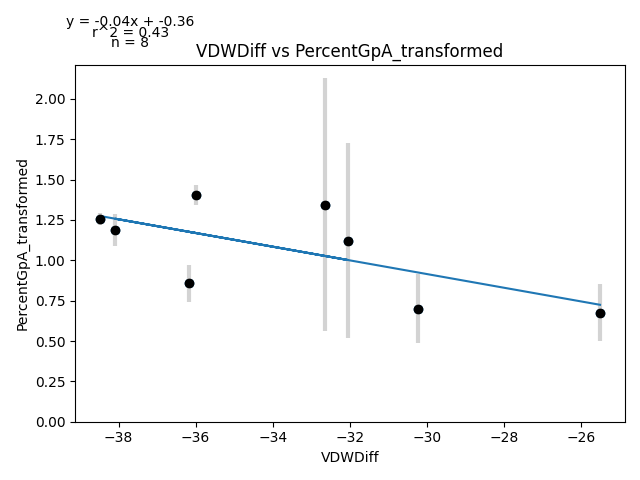 y = -0.04x + -0.36
r^2 = 0.43
n = 8
VDWDiff vs PercentGpA_transformed
PercentGpA_transformed
2.00
1.75
1.50
1.25
1.00
0.75
0.50
0.25
0.00
−38
−36
−34
−32
−30
−28
−26
VDWDiff